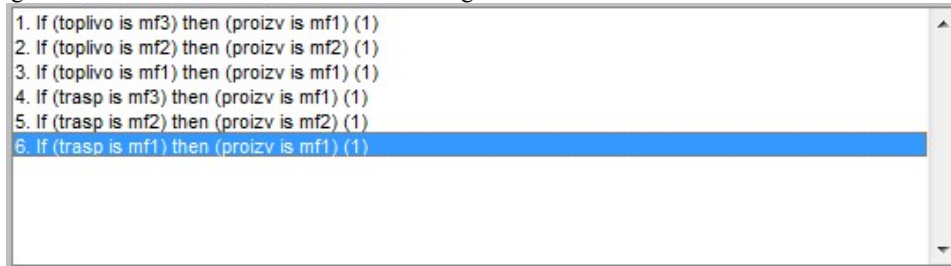 1. If (toplivo is mf3) then (proizv is mf1) (1)
2. If (toplivo is mf2) then (proizv is mf2) (1)
3. If (toplivo is mf1) then (proizv is mf1) (1)
4. If (trasp is mf3) then (proizv is mf1) (1)
5. If (trasp is mf2) then (proizv is mf2) (1)
6. If (trasp is mf1) then (proizv is mf1) (1)